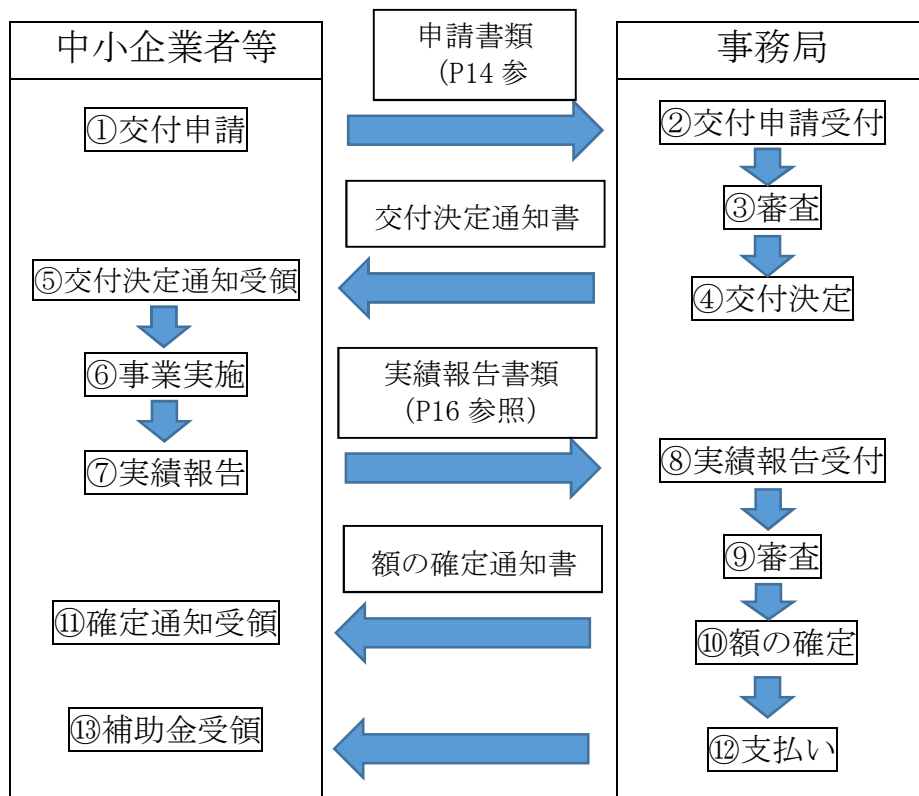 中小企業者等
申請書類
(P14 参
事務局
①交付申請
②交付申請受付
③審査
交付決定通知書
⑤交付決定通知受領
④交付決定
⑥事業実施
実績報告書類
(P16 参照)
⑦実績報告
⑧実績報告受付
額の確定通知書
⑨審査
⑪確定通知受領
⑩額の確定
⑬補助金受領
⑫支払い